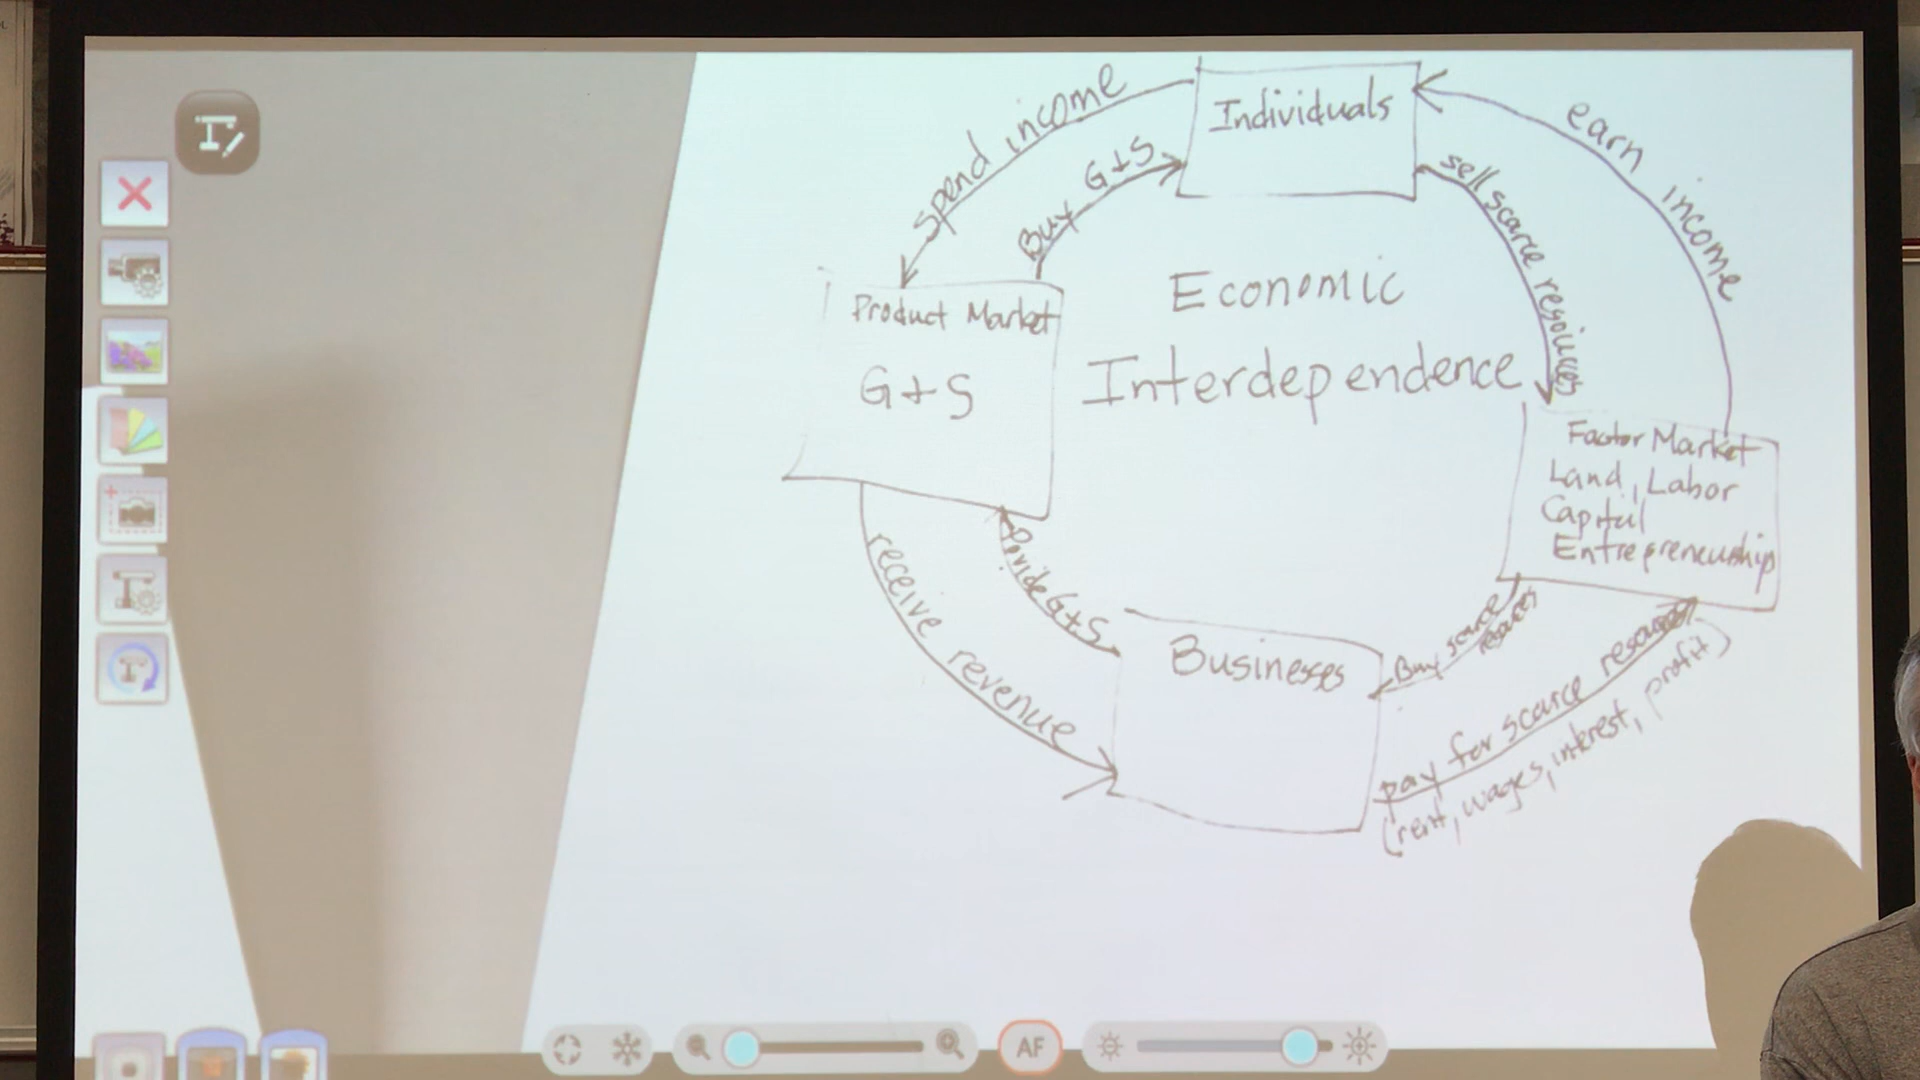 Individuals
spend income
Buy G+S
earn income
sell scarce resources
Economic
Interdependence
Product Market
G+S
Factor Market
Land, Labor
Capital
Entrepreneurship
receive revenue
Provide G+S
Businesses
Buy scarce
resources
pay for scarce resources
(rent, wages, interest, profit)
AF